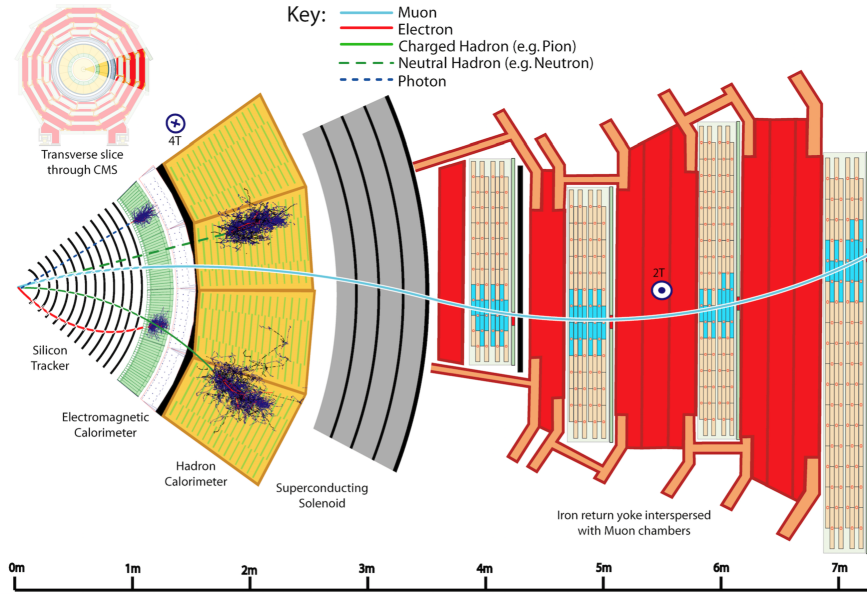 Key:
Muon
Electron
Charged Hadron (e.g. Pion)
Neutral Hadron (e.g. Neutron)
Photon
Transverse slice
through CMS
4T
2T
Silicon
Tracker
Electromagnetic
Calorimeter
Hadron
Calorimeter
Superconducting
Solenoid
Iron return yoke interspersed
with Muon chambers
0m 1m 2m 3m 4m 5m 6m 7m